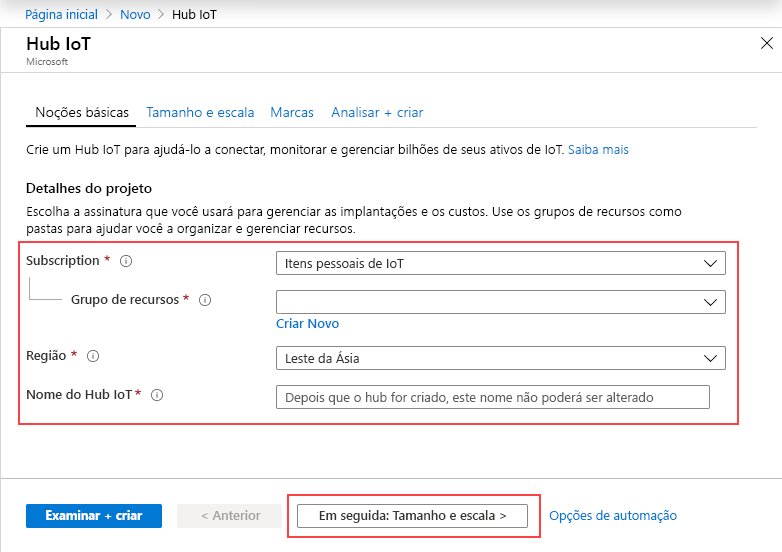 Página inicial > Novo > Hub IoT
Hub IoT
Microsoft
Noções básicas Tamanho e escala Marcas Analisar + criar
Crie um Hub IoT para ajudá-lo a conectar, monitorar e gerenciar bilhões de seus ativos de IoT. Saiba mais
Detalhes do projeto
Escolha a assinatura que você usará para gerenciar as implantações e os custos. Use os grupos de recursos como
pastas para ajudar você a organizar e gerenciar recursos.
Subscription * Itens pessoais de IoT
Grupo de recursos *
Criar Novo
Região * Leste da Ásia
Nome do Hub IoT * Depois que o hub for criado, este nome não poderá ser alterado
Examinar + criar < Anterior Em seguida: Tamanho e escala > Opções de automação